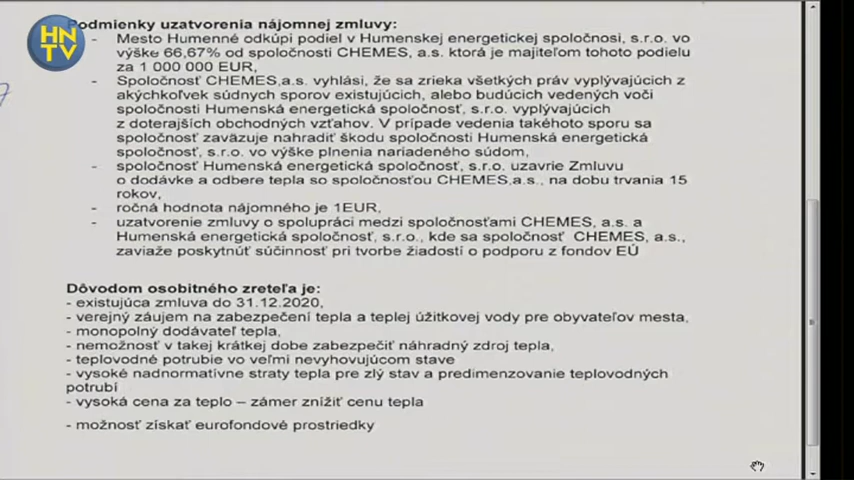 Podmienky uzatvorenia nájomnej zmluvy:
HN
TV
- Mesto Humenné odkúpi podiel v Humenskej energetickej spoločnosi, s.r.o. vo
výške 66,67% od spoločnosti CHEMES, a.s. ktorá je majiteľom tohoto podielu
za 1 000 000 EUR,
- Spoločnosť CHEMES,a.s. vyhlási, že sa zrieka všetkých práv vyplývajúcich z
akýchkoľvek súdnych sporov existujúcich, alebo budúcich vedených voči
spoločnosti Humenská energetická spoločnosť, s.r.o. vyplývajúcich
z doterajších obchodných vzťahov. V prípade vedenia takéhoto sporu sa
spoločnosť zaväzuje nahradiť škodu spoločnosti Humenská energetická
spoločnosť, s.r.o. vo výške plnenia nariadeného súdom,
- spoločnosť Humenská energetická spoločnosť, s.r.o. uzavrie Zmluvu
o dodávke a odbere tepla so spoločnosťou CHEMES,a.s., na dobu trvania 15
rokov,
- ročná hodnota nájomného je 1EUR,
- uzatvorenie zmluvy o spolupráci medzi spoločnosťami CHEMES, a.s. a
Humenská energetická spoločnosť, s.r.o., kde sa spoločnosť CHEMES, a.s.,
zaviaže poskytnúť súčinnosť pri tvorbe žiadostí o podporu z fondov EÚ
Dôvodom osobitného zreteľa je:
- existujúca zmluva do 31.12.2020,
- verejný záujem na zabezpečení tepla a teplej úžitkovej vody pre obyvateľov mesta,
- monopolný dodávateľ tepla,
- nemožnosť v takej krátkej dobe zabezpečiť náhradný zdroj tepla,
- teplovodné potrubie vo veľmi nevyhovujúcom stave
- vysoké nadnormatívne straty tepla pre zlý stav a predimenzovanie teplovodných
potrubí
- vysoká cena za teplo – zámer znížiť cenu tepla
- možnosť získať eurofondové prostriedky